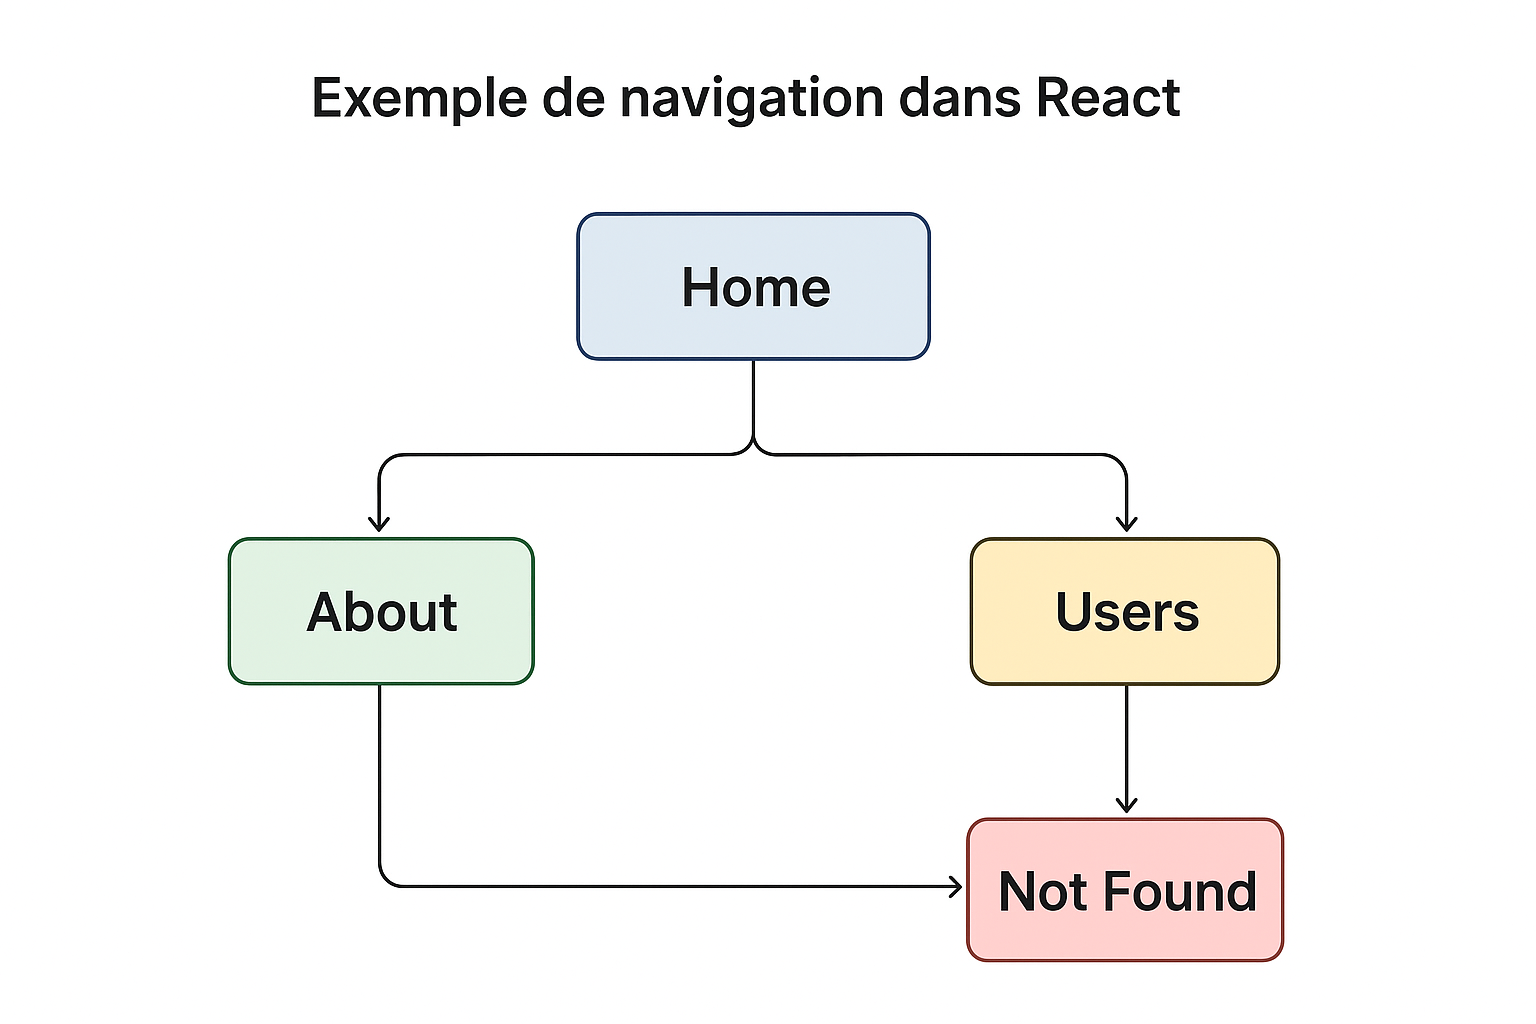 Exemple de navigation dans React
Home
About
Users
Not Found